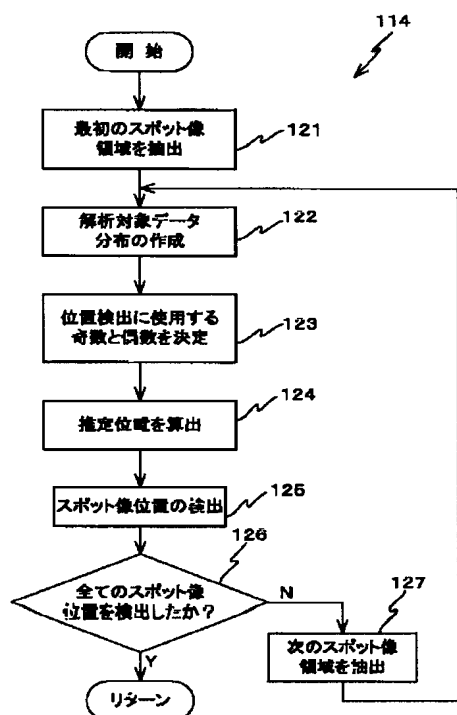 114
開始
最初のスポット像
領域を抽出
121
解析対象データ
分布の作成
122
位置検出に使用する
奇数と偶数を決定
123
推定位置を算出
124
スポット像位置の検出
125
全てのスポット像
位置を検出したか？
126
N
Y
次のスポット像
領域を抽出
127
リターン